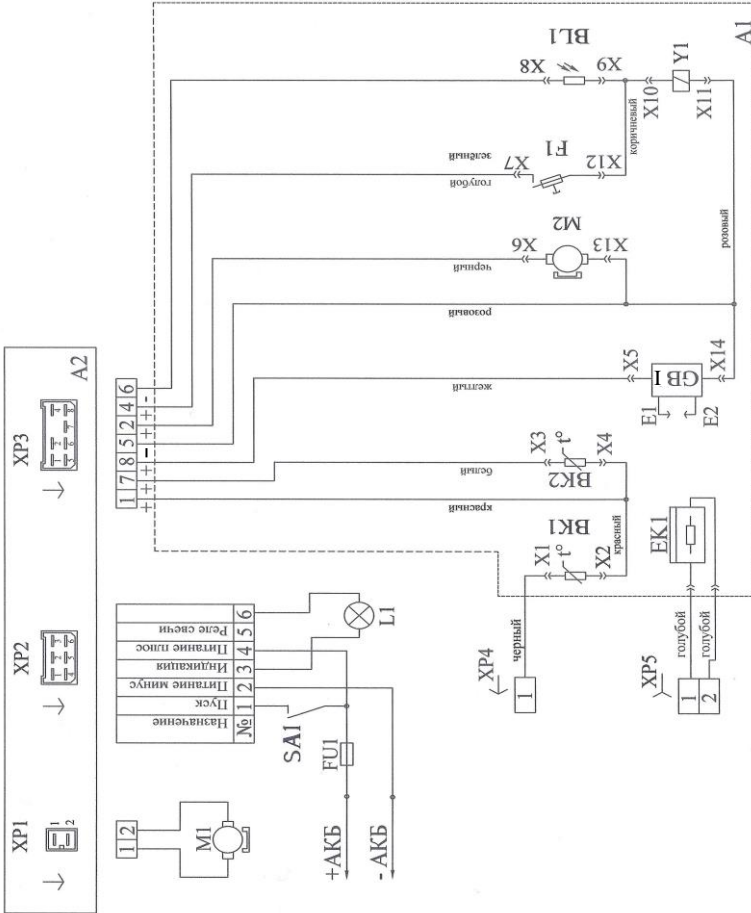 A2
XP1
1
2
XP2
XP3
1 2
M1
№ Назначение
1 Пуск
2 Питание минус
3 Индикация
4 Питание плюс
5 Реле свечи
6
SA1
FU1
L1
+АКБ
- АКБ
1 7 8 5 2 4 6
+ + + - + + -
красный
белый
желтый
розовый
черный
голубой
зелёный
A1
X1
BK1
t°
X2
красный
X3
BK2
t°
X4
X5
GB1
E1
E2
X14
X6
M2
X13
X7
F1
X12
X8
BL1
X9
коричневый
X10
Y1
X11
розовый
XP4
1
черный
XP5
1
2
голубой
голубой
EK1